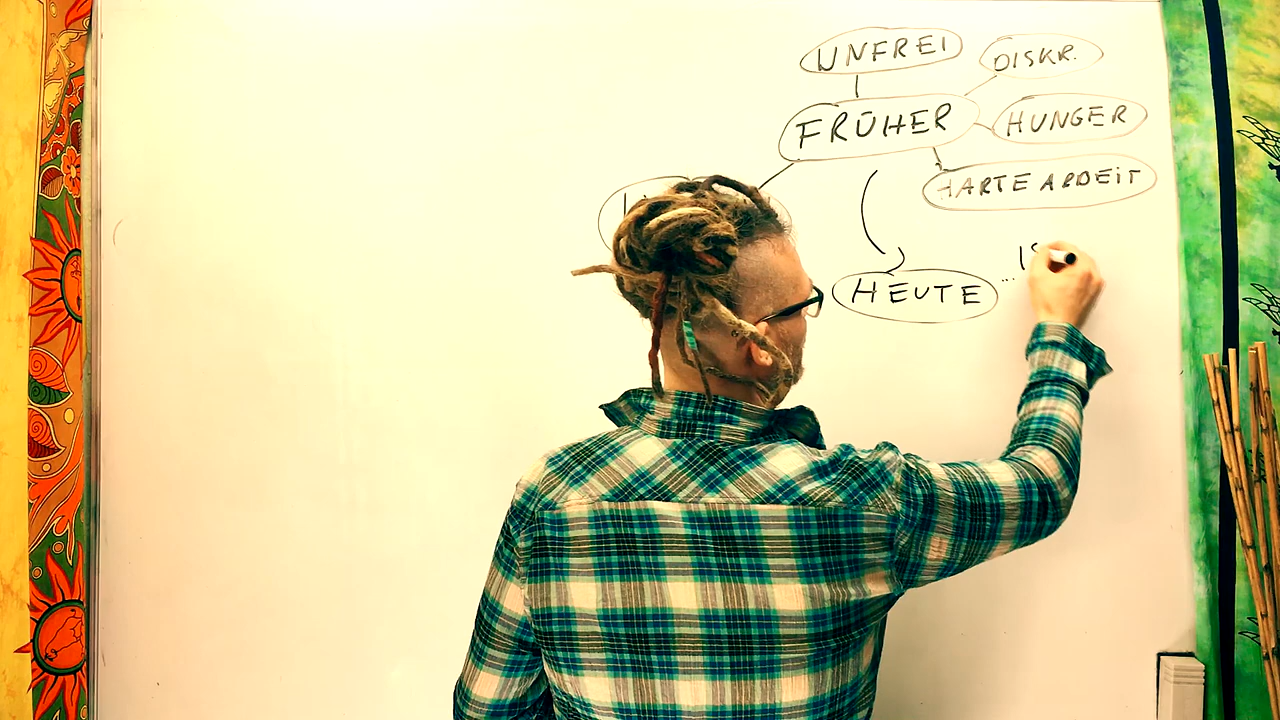 UNFREI
DISKR.
FRÜHER
HUNGER
HARTE ARBEIT
HEUTE